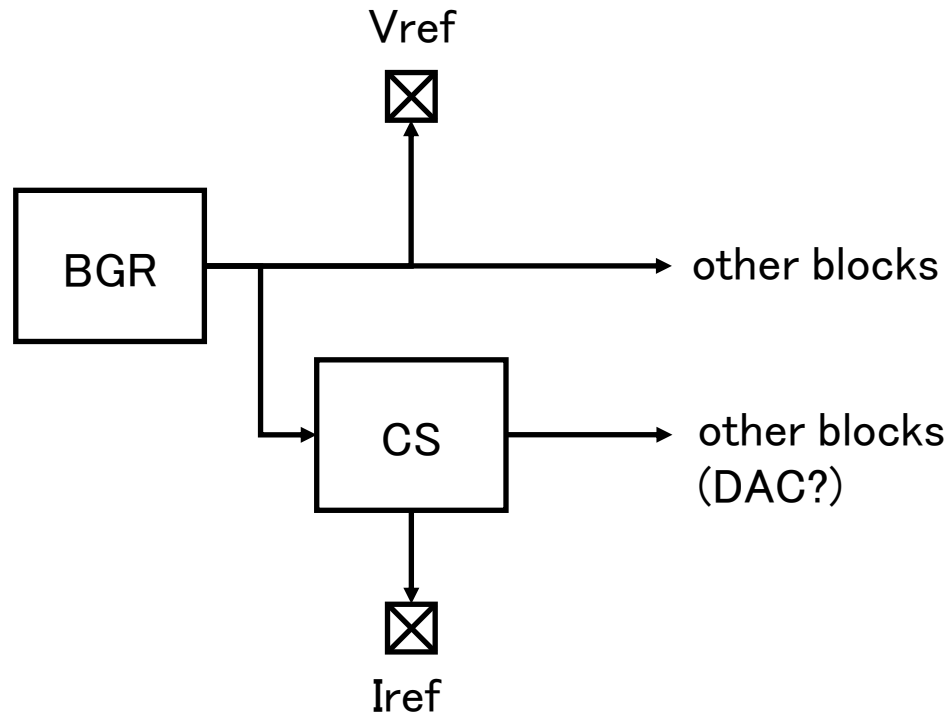 Vref
BGR
other blocks
CS
other blocks
(DAC?)
Iref